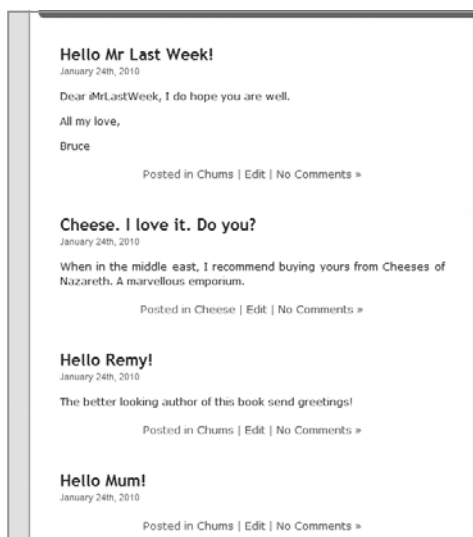 Hello Mr Last Week!
January 24th, 2010
Dear iMrLastWeek, I do hope you are well.
All my love,
Bruce
Posted in Chums | Edit | No Comments »
Cheese. I love it. Do you?
January 24th, 2010
When in the middle east, I recommend buying yours from Cheeses of
Nazareth. A marvellous emporium.
Posted in Cheese | Edit | No Comments »
Hello Remy!
January 24th, 2010
The better looking author of this book send greetings!
Posted in Chums | Edit | No Comments »
Hello Mum!
January 24th, 2010
Posted in Chums | Edit | No Comments »